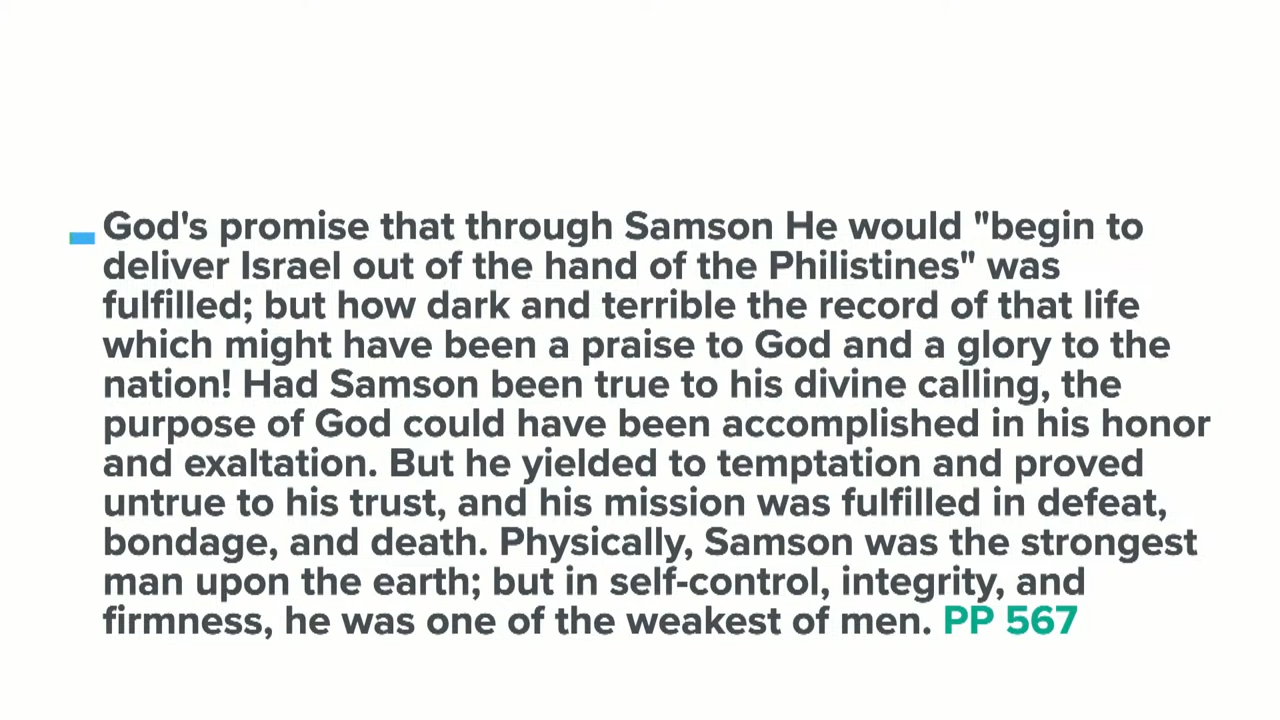 God's promise that through Samson He would "begin to
deliver Israel out of the hand of the Philistines" was
fulfilled; but how dark and terrible the record of that life
which might have been a praise to God and a glory to the
nation! Had Samson been true to his divine calling, the
purpose of God could have been accomplished in his honor
and exaltation. But he yielded to temptation and proved
untrue to his trust, and his mission was fulfilled in defeat,
bondage, and death. Physically, Samson was the strongest
man upon the earth; but in self-control, integrity, and
firmness, he was one of the weakest of men. PP 567